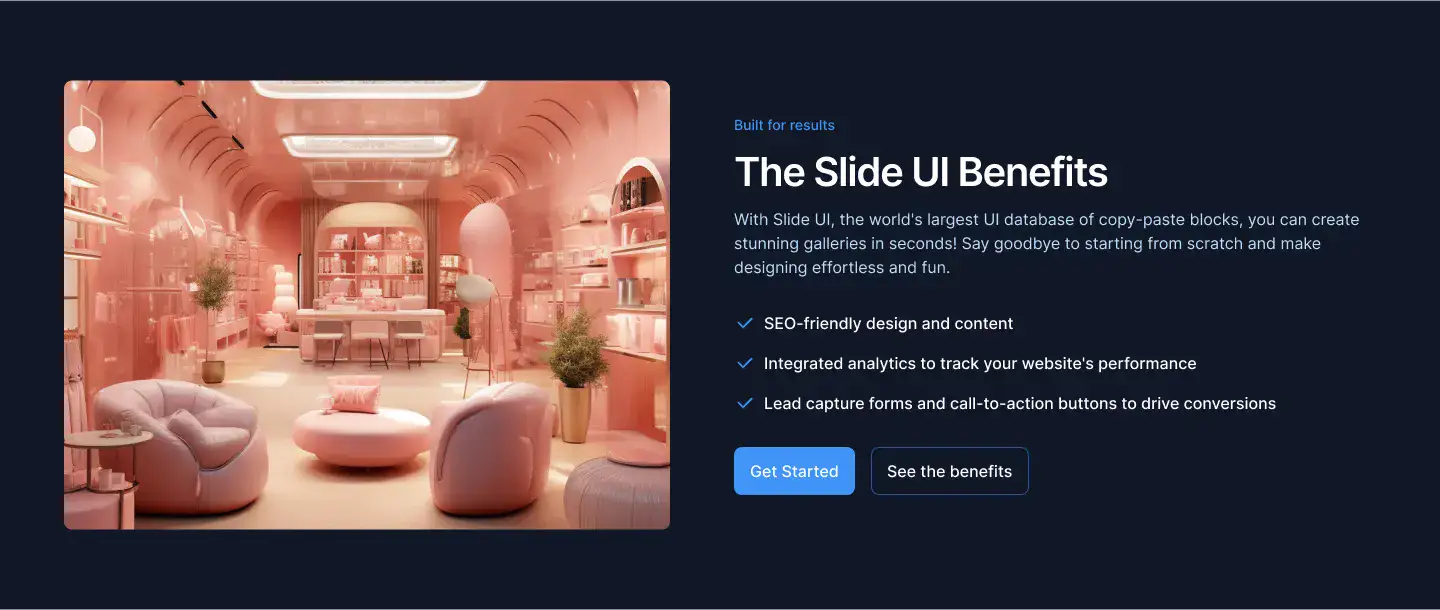 Built for results
The Slide UI Benefits
With Slide UI, the world's largest UI database of copy-paste blocks, you can create
stunning galleries in seconds! Say goodbye to starting from scratch and make
designing effortless and fun.
SEO-friendly design and content
Integrated analytics to track your website's performance
Lead capture forms and call-to-action buttons to drive conversions
Get Started
See the benefits